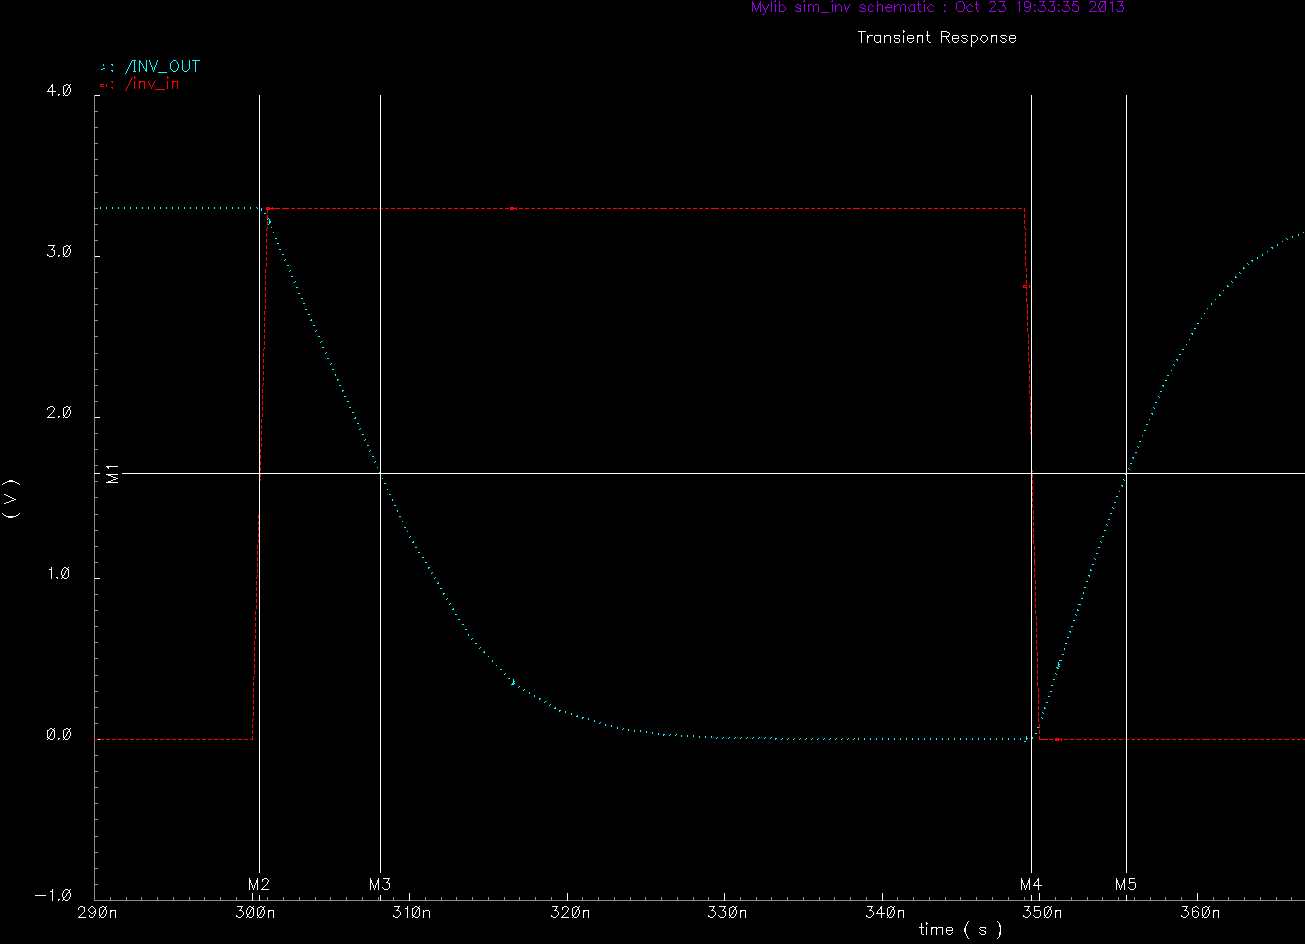 Mylib sim_inv schematic : Oct 23 19:33:35 2013
Transient Response
: /INV_OUT
: /inv_in
4.0
3.0
2.0
M1
( V )
1.0
0.0
-1.0
M2 M3 M4 M5
290n 300n 310n 320n 330n 340n 350n 360n
time ( s )